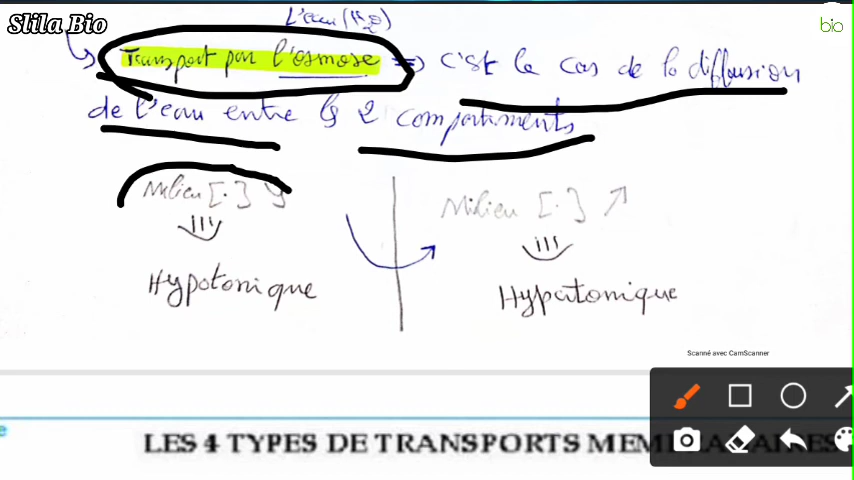 Slila Bio
L'eau (H2O)
bio
Transport par l'osmose => c'est le cas de la diffusion
de l'eau entre les 2 compartiments
Milieu [.] ↘
Milieu [.] ↗
Hypotonique
Hypertonique
Scanné avec CamScanner
e
LES 4 TYPES DE TRANSPORTS